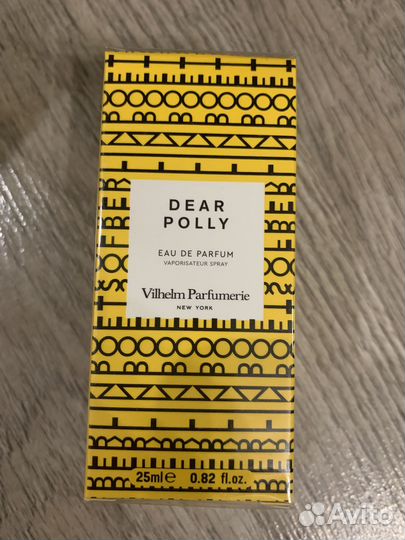 DEAR
POLLY
EAU DE PARFUM
VAPORISATEUR SPRAY
Vilhelm Parfumerie
NEW YORK
25ml℮ 0.82 fl.oz.
Avito